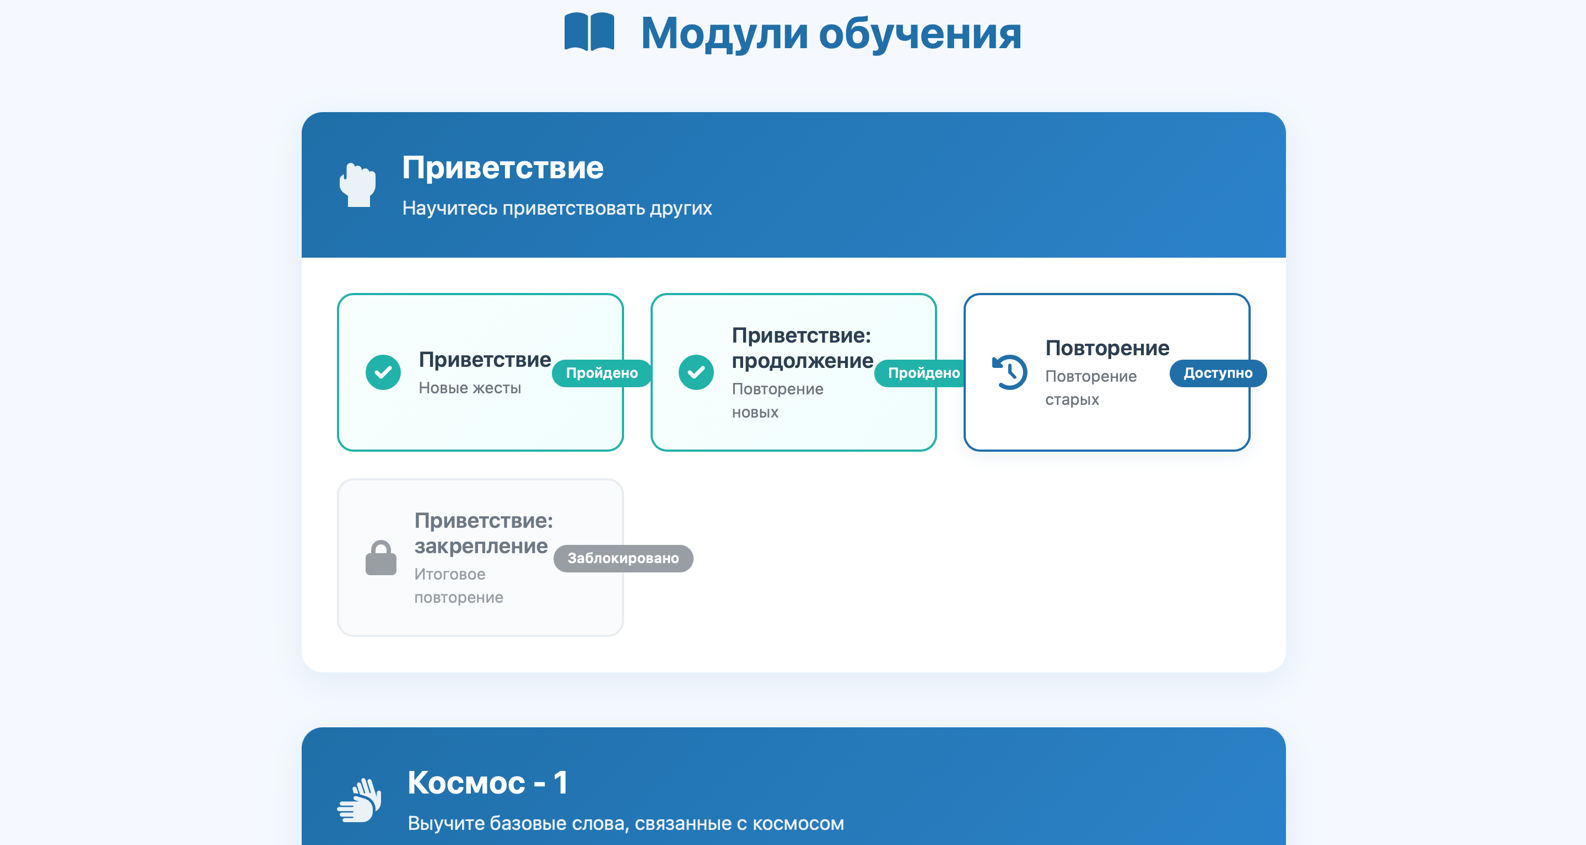 Модули обучения
Приветствие
Научитесь приветствовать других
Приветствие
Новые жесты
Пройдено
Приветствие:
продолжение
Повторение
новых
Пройдено
Повторение
Повторение
старых
Доступно
Приветствие:
закрепление
Итоговое
повторение
Заблокировано
Космос - 1
Выучите базовые слова, связанные с космосом